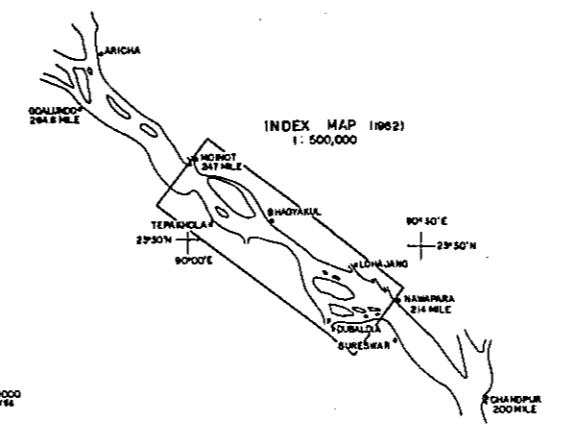 ARICHA
GOALUNDO
284.8 MILE
INDEX MAP (1962)
1: 500,000
MOINOT
247 MILE
BHAGYAKUL
TEPAKHOLA
23°30'N
90°00'E
90°30'E
23°30'N
LOHAJANG
NAWAPARA
214 MILE
DUBALDIA
SURESWAR
CHANDPUR
200 MILE